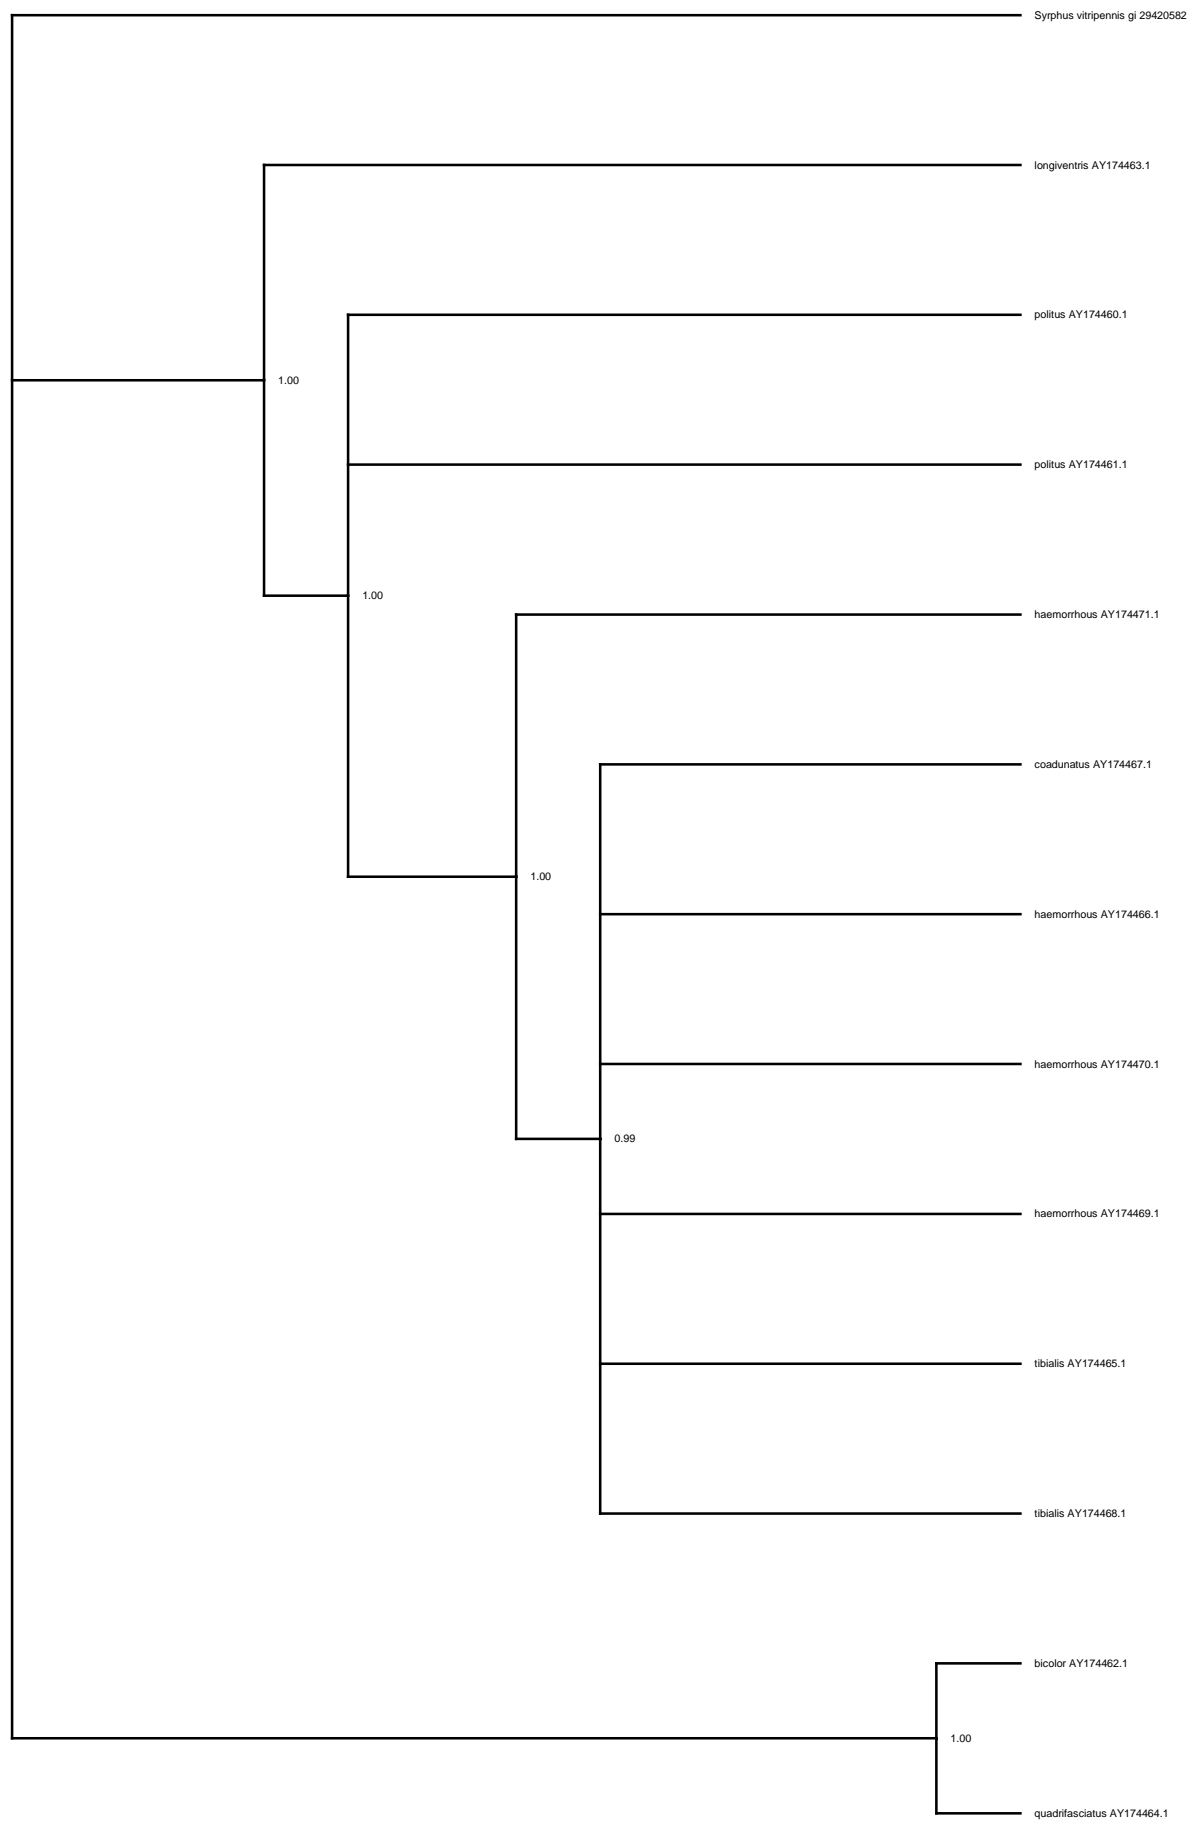 Syrphus vitripennis gi 29420582
longiventris AY174463.1
politus AY174460.1
1.00
politus AY174461.1
1.00
haemorrhous AY174471.1
coadunatus AY174467.1
1.00
haemorrhous AY174466.1
haemorrhous AY174470.1
0.99
haemorrhous AY174469.1
tibialis AY174465.1
tibialis AY174468.1
bicolor AY174462.1
1.00
quadrifasciatus AY174464.1